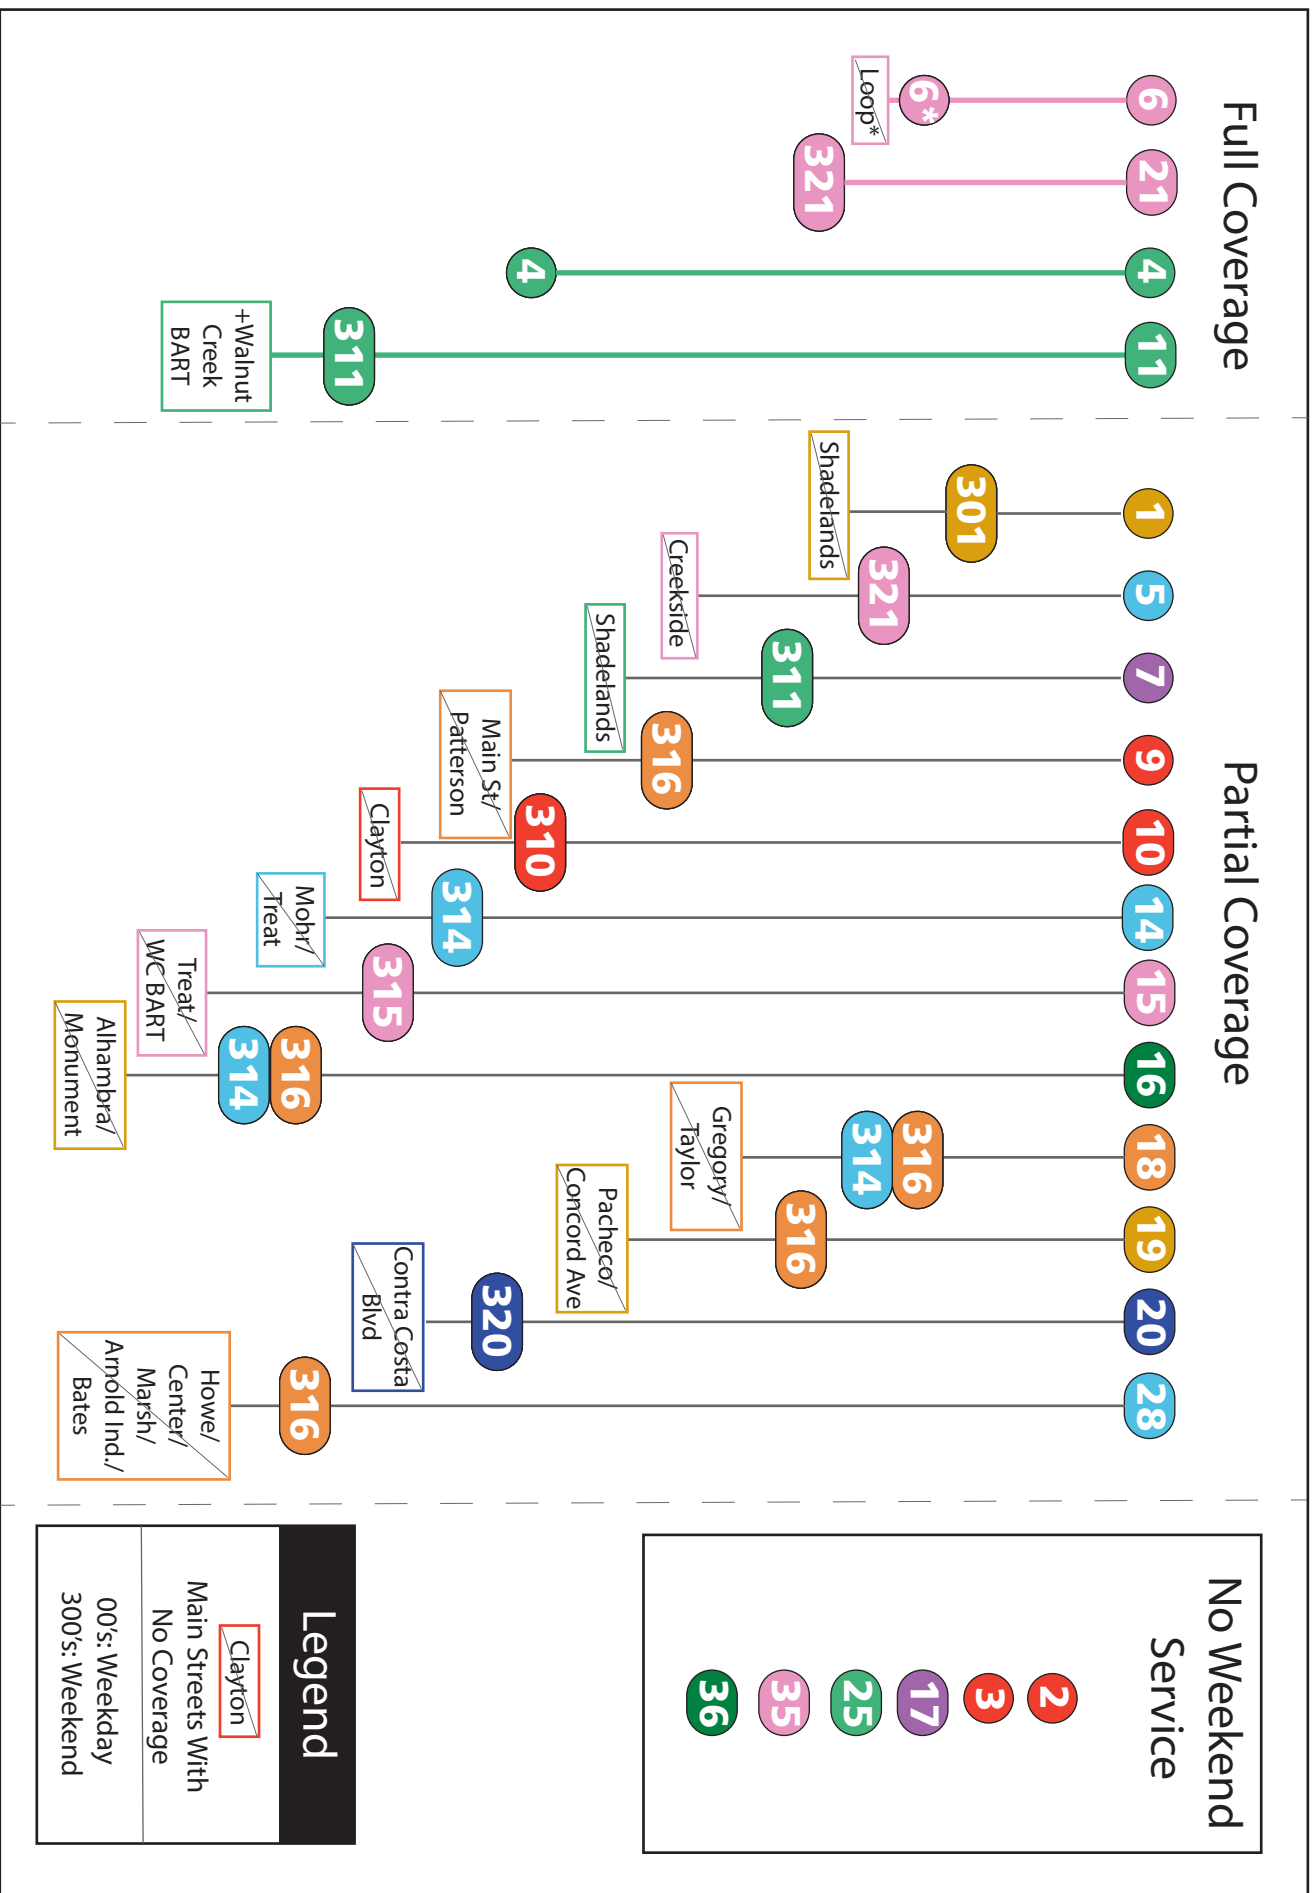 Full Coverage
6
21
4
11
6*
Loop*
321
4
311
+Walnut
Creek
BART
Partial Coverage
1
5
7
9
10
14
15
16
18
19
20
28
301
Shadelands
321
Creekside
311
Shadelands
316
Main St/
Patterson
310
Clayton
314
Mohr/
Treat
315
Treat/
WC BART
316
314
Alhambra/
Monument
316
314
Gregory/
Taylor
316
Pacheco/
Concord Ave
320
Contra Costa
Blvd
316
Howe/
Center/
Marsh/
Arnold Ind./
Bates
No Weekend
Service
2
3
17
25
35
36
Legend
Clayton
Main Streets With
No Coverage
00's: Weekday
300's: Weekend